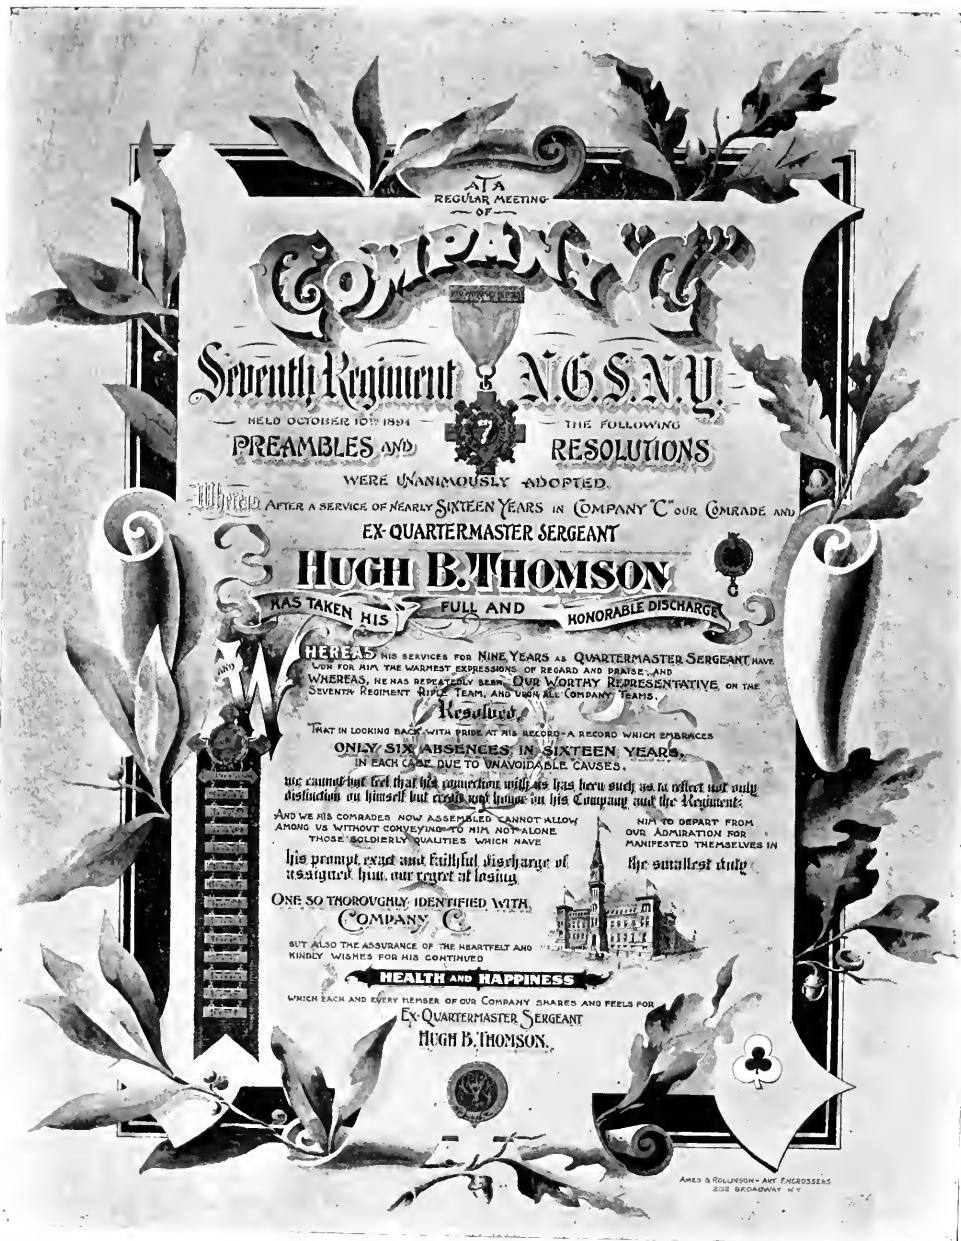 AT A
REGULAR MEETING
OF
COMPANY "C"
Seventh Regiment N.G.S.N.Y.
HELD OCTOBER 10TH 1894 THE FOLLOWING
PREAMBLES AND RESOLUTIONS
WERE UNANIMOUSLY ADOPTED.
Whereas AFTER A SERVICE OF NEARLY SIXTEEN YEARS IN COMPANY "C" OUR COMRADE AND
EX-QUARTERMASTER SERGEANT
HUGH B. THOMSON
HAS TAKEN HIS FULL AND HONORABLE DISCHARGE
AND WHEREAS HIS SERVICES FOR NINE YEARS AS QUARTERMASTER SERGEANT HAVE
WON FOR HIM THE WARMEST EXPRESSIONS OF REGARD AND PRAISE, AND
WHEREAS, HE HAS REPEATEDLY BEEN OUR WORTHY REPRESENTATIVE ON THE
SEVENTH REGIMENT RIFLE TEAM, AND UPON ALL COMPANY TEAMS.
Resolved,
THAT IN LOOKING BACK WITH PRIDE AT HIS RECORD-A RECORD WHICH EMBRACES
ONLY SIX ABSENCES IN SIXTEEN YEARS,
IN EACH CASE DUE TO UNAVOIDABLE CAUSES.
we cannot but feel that his connection with us has been such as to reflect not only
distinction on himself but credit and honor on his Company and the Regiment;
AND WE HIS COMRADES NOW ASSEMBLED CANNOT ALLOW HIM TO DEPART FROM
AMONG US WITHOUT CONVEYING TO HIM NOT ALONE OUR ADMIRATION FOR
THOSE SOLDIERLY QUALITIES WHICH HAVE MANIFESTED THEMSELVES IN
his prompt, exact and faithful discharge of the smallest duty
assigned him, our regret at losing
ONE SO THOROUGHLY IDENTIFIED WITH
COMPANY C.
BUT ALSO THE ASSURANCE OF THE HEARTFELT AND
KINDLY WISHES FOR HIS CONTINUED
HEALTH AND HAPPINESS
WHICH EACH AND EVERY MEMBER OF OUR COMPANY SHARES AND FEELS FOR
EX-QUARTERMASTER SERGEANT
HUGH B. THOMSON.
7
C
AMES & ROLLINSON - ART ENGROSSERS
202 BROADWAY NY